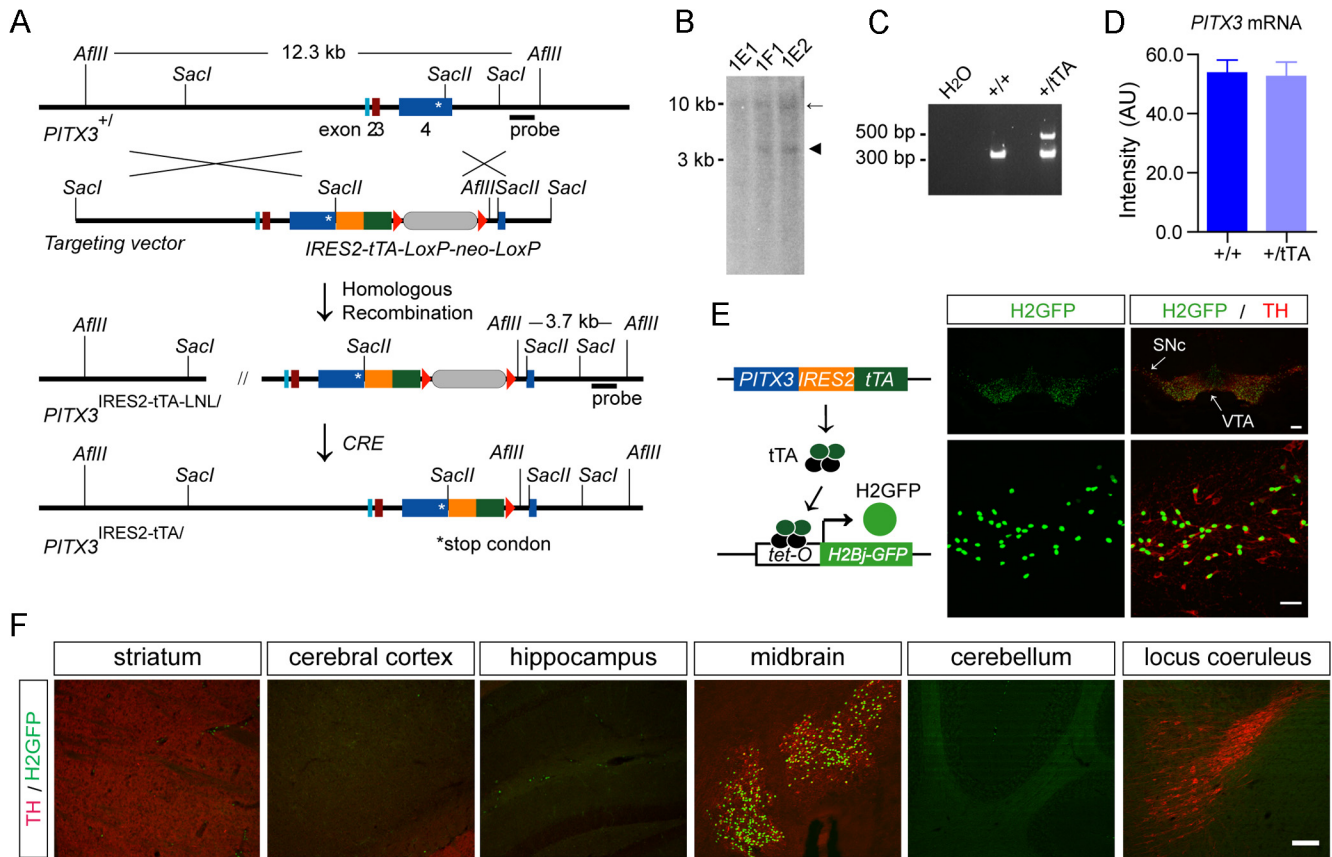 A
AflII
12.3 kb
AflII
SacI
SacII
SacI
*
PITX3+/
exon 23
4
probe
SacI
SacII
AflII
SacII
SacI
*
Targeting vector
IRES2-tTA-LoxP-neo-LoxP
Homologous
Recombination
AflII
3.7 kb
AflII
AflII
SacI
SacII
SacII
SacI
//
*
probe
PITX3IRES2-tTA-LNL/
CRE
AflII
AflII
AflII
SacI
SacII
SacII
SacI
*
PITX3IRES2-tTA/
*stop condon
B
1E1
1F1
1E2
10 kb
3 kb
C
H2O
+/+
+/tTA
500 bp
300 bp
D
PITX3 mRNA
Intensity (AU)
60.0
40.0
20.0
0.0
+/+
+/tTA
E
PITX3
IRES2
tTA
tTA
H2GFP
tet-O
H2Bj-GFP
H2GFP
H2GFP / TH
SNc
VTA
F
striatum
cerebral cortex
hippocampus
midbrain
cerebellum
locus coeruleus
TH / H2GFP